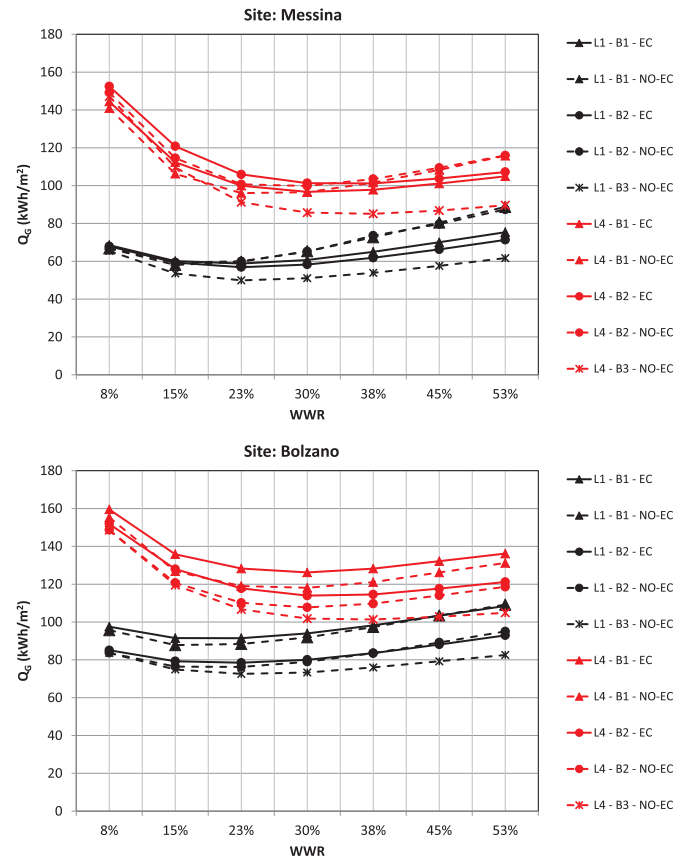 Site: Messina
180
160
140
120
100
80
60
40
20
0
Q_G (kWh/m²)
8% 15% 23% 30% 38% 45% 53%
WWR
L1 - B1 - EC
L1 - B1 - NO-EC
L1 - B2 - EC
L1 - B2 - NO-EC
L1 - B3 - NO-EC
L4 - B1 - EC
L4 - B1 - NO-EC
L4 - B2 - EC
L4 - B2 - NO-EC
L4 - B3 - NO-EC
Site: Bolzano
180
160
140
120
100
80
60
40
20
0
Q_G (kWh/m²)
8% 15% 23% 30% 38% 45% 53%
WWR
L1 - B1 - EC
L1 - B1 - NO-EC
L1 - B2 - EC
L1 - B2 - NO-EC
L1 - B3 - NO-EC
L4 - B1 - EC
L4 - B1 - NO-EC
L4 - B2 - EC
L4 - B2 - NO-EC
L4 - B3 - NO-EC